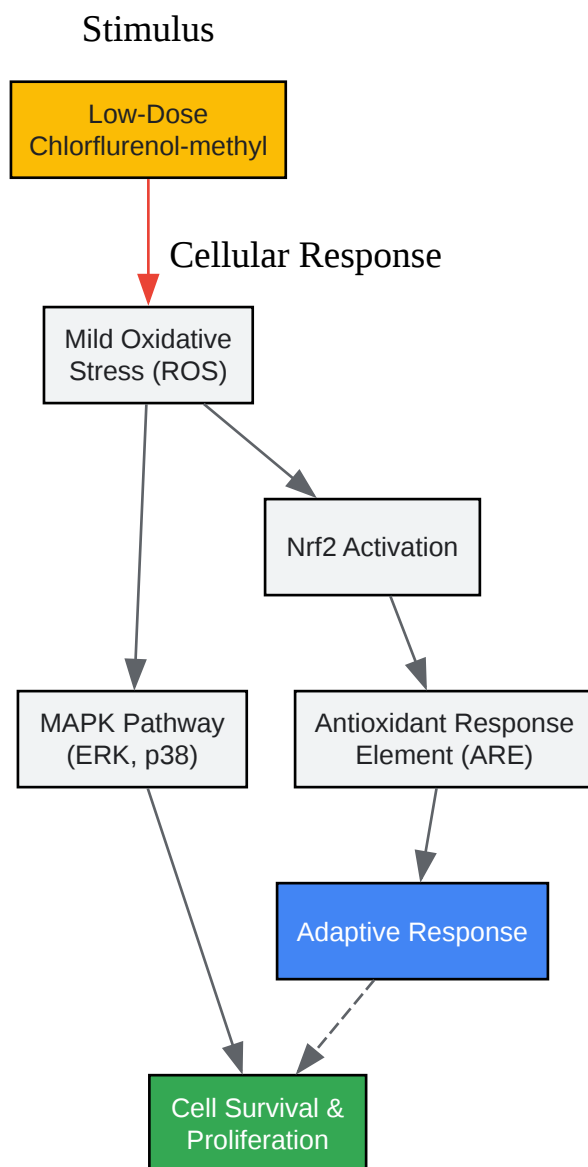 Stimulus
Low-Dose
Chlorflurenol-methyl
Cellular Response
Mild Oxidative
Stress (ROS)
Nrf2 Activation
MAPK Pathway
(ERK, p38)
Antioxidant Response
Element (ARE)
Adaptive Response
Cell Survival &
Proliferation